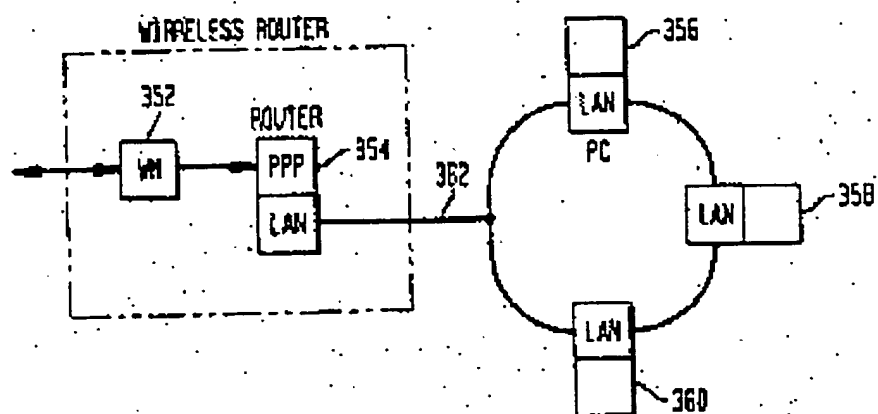 WIRELESS ROUTER
356
352
ROUTER
LAN
WM
PPP
354
PC
362
LAN
LAN
358
LAN
360